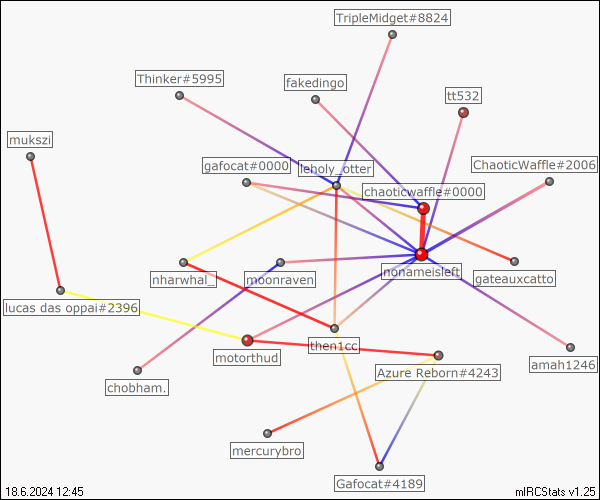 TripleMidget#8824
Thinker#5995
fakedingo
tt532
mukszi
gafocat#0000
leholy_otter
ChaoticWaffle#2006
chaoticwaffle#0000
nharwhal_
moonraven
nonameisleft
gateauxcatto
lucas das oppai#2396
motorthud
then1cc
amah1246
Azure Reborn#4243
chobham.
mercurybro
Gafocat#4189
18.6.2024 12:45
mIRCStats v1.25